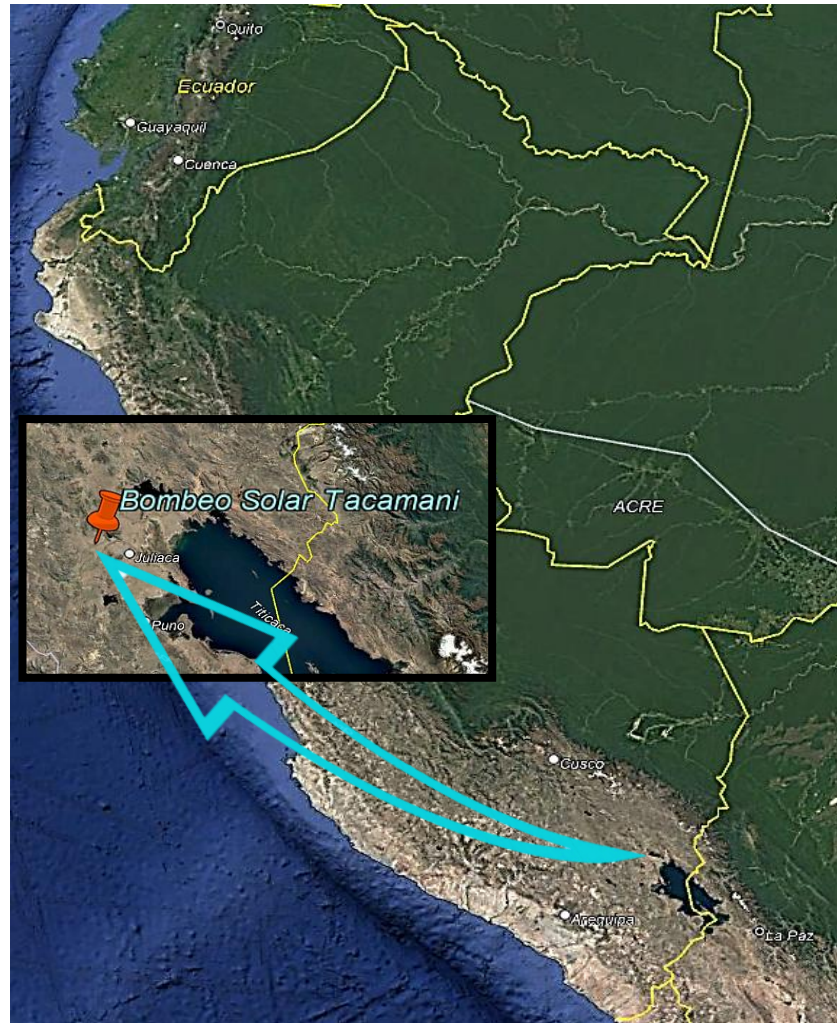 Quito
Ecuador
Guayaquil
Cuenca
Bombeo Solar Tacamani
ACRE
Juliaca
Titicaca
Puno
Cusco
Arequipa
La Paz